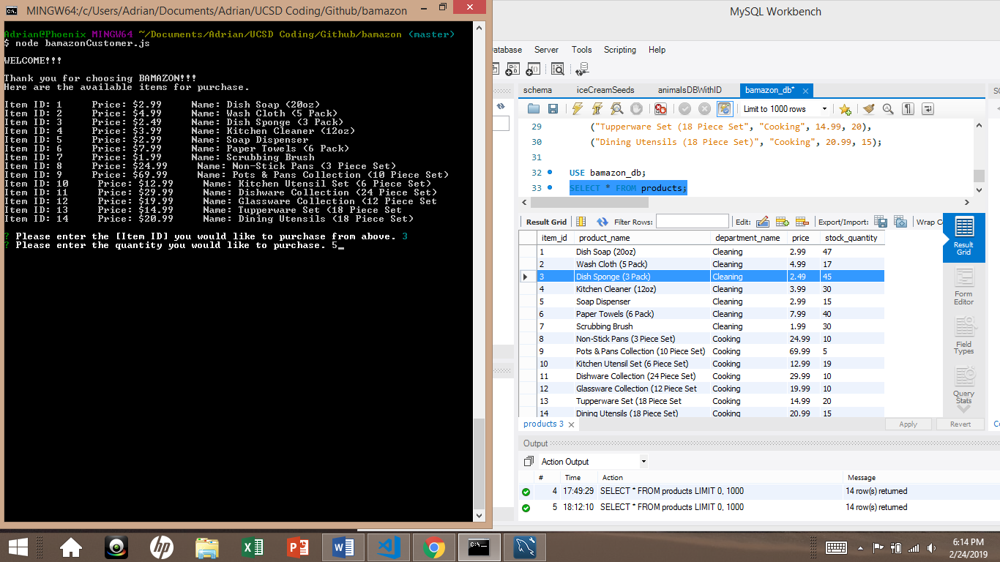 MINGW64:/c/Users/Adrian/Documents/Adrian/UCSD Coding/Github/bamazon
Adrian@Phoenix MINGW64 ~/Documents/Adrian/UCSD Coding/Github/bamazon (master)
$ node bamazonCustomer.js
WELCOME!!!
Thank you for choosing BAMAZON!!!
Here are the available items for purchase.
Item ID: 1 Price: $2.99 Name: Dish Soap (20oz)
Item ID: 2 Price: $4.99 Name: Wash Cloth (5 Pack)
Item ID: 3 Price: $2.49 Name: Dish Sponge (3 Pack)
Item ID: 4 Price: $3.99 Name: Kitchen Cleaner (12oz)
Item ID: 5 Price: $2.99 Name: Soap Dispenser
Item ID: 6 Price: $7.99 Name: Paper Towels (6 Pack)
Item ID: 7 Price: $1.99 Name: Scrubbing Brush
Item ID: 8 Price: $24.99 Name: Non-Stick Pans (3 Piece Set)
Item ID: 9 Price: $69.99 Name: Pots & Pans Collection (10 Piece Set)
Item ID: 10 Price: $12.99 Name: Kitchen Utensil Set (6 Piece Set)
Item ID: 11 Price: $29.99 Name: Dishware Collection (24 Piece Set)
Item ID: 12 Price: $19.99 Name: Glassware Collection (12 Piece Set
Item ID: 13 Price: $14.99 Name: Tupperware Set (18 Piece Set
Item ID: 14 Price: $20.99 Name: Dining Utensils (18 Piece Set)
? Please enter the [Item ID] you would like to purchase from above. 3
? Please enter the quantity you would like to purchase. 5
MySQL Workbench
atabase Server Tools Scripting Help
schema iceCreamSeeds animalsDBWithID bamazon_db*
Limit to 1000 rows
29 ("Tupperware Set (18 Piece Set", "Cooking", 14.99, 20),
30 ("Dining Utensils (18 Piece Set)", "Cooking", 20.99, 15);
31
32 USE bamazon_db;
33 SELECT * FROM products;
Result Grid Filter Rows: Edit: Export/Import: Wrap C
item_id product_name department_name price stock_quantity
1 Dish Soap (20oz) Cleaning 2.99 47
2 Wash Cloth (5 Pack) Cleaning 4.99 17
3 Dish Sponge (3 Pack) Cleaning 2.49 45
4 Kitchen Cleaner (12oz) Cleaning 3.99 30
5 Soap Dispenser Cleaning 2.99 15
6 Paper Towels (6 Pack) Cleaning 7.99 40
7 Scrubbing Brush Cleaning 1.99 30
8 Non-Stick Pans (3 Piece Set) Cooking 24.99 10
9 Pots & Pans Collection (10 Piece Set) Cooking 69.99 5
10 Kitchen Utensil Set (6 Piece Set) Cooking 12.99 19
11 Dishware Collection (24 Piece Set) Cooking 29.99 10
12 Glassware Collection (12 Piece Set Cooking 19.99 10
13 Tupperware Set (18 Piece Set Cooking 14.99 20
14 Dining Utensils (18 Piece Set) Cooking 20.99 15
Result
Grid
Form
Editor
Field
Types
Query
Stats
products 3
Apply Revert
Output
Action Output
# Time Action Message
4 17:49:29 SELECT * FROM products LIMIT 0, 1000 14 row(s) returned
5 18:12:10 SELECT * FROM products LIMIT 0, 1000 14 row(s) returned
6:14 PM
2/24/2019